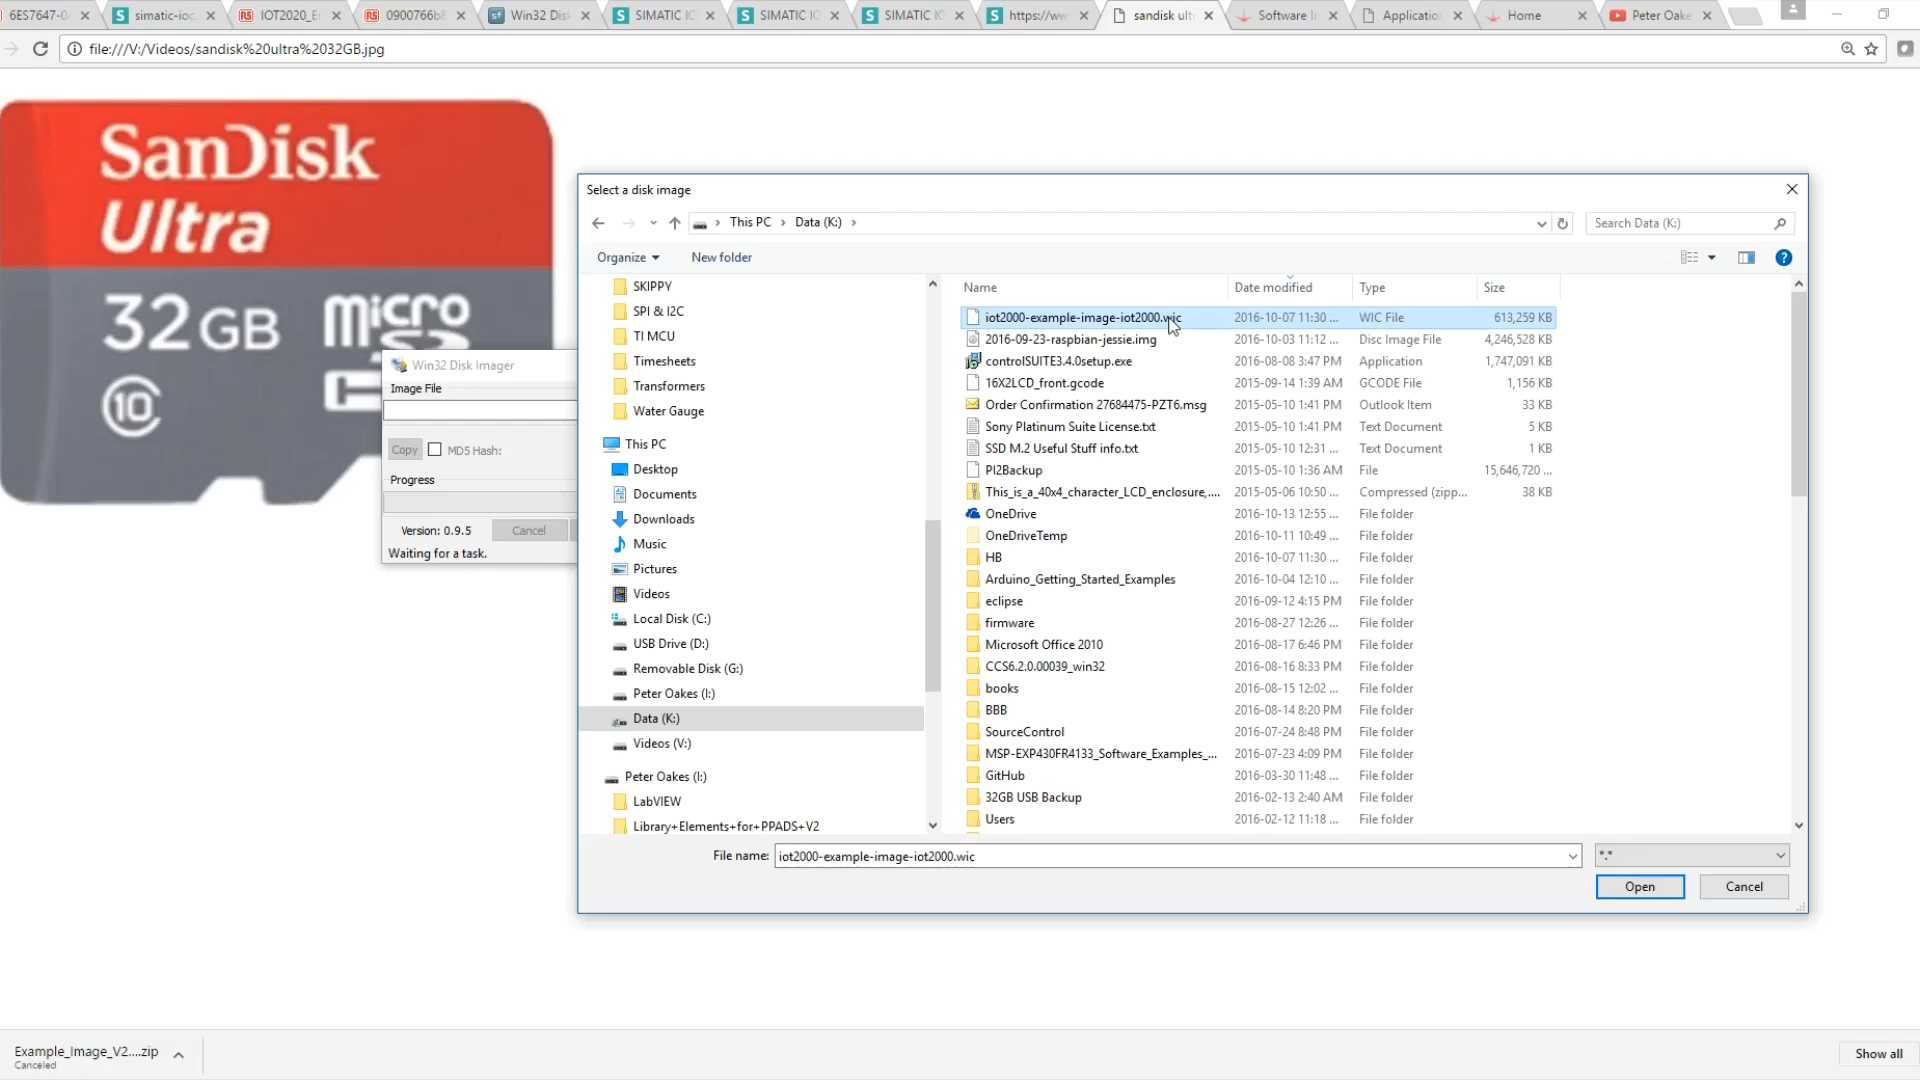 6ES7647-0
simatic-ioc
IOT2020_E
0900766b8
Win32 Disk
SIMATIC IO
SIMATIC IO
SIMATIC IO
https://ww
sandisk ult
Software I
Application
Home
Peter Oake
file:///V:/Videos/sandisk%20ultra%2032GB.jpg
SanDisk
Ultra
32GB
micro
10
Win32 Disk Imager
Image File
Copy
MD5 Hash:
Progress
Version: 0.9.5
Cancel
Waiting for a task.
Select a disk image
This PC > Data (K:) >
Search Data (K:)
Organize
New folder
SKIPPY
SPI & I2C
TI MCU
Timesheets
Transformers
Water Gauge
This PC
Desktop
Documents
Downloads
Music
Pictures
Videos
Local Disk (C:)
USB Drive (D:)
Removable Disk (G:)
Peter Oakes (I:)
Data (K:)
Videos (V:)
Peter Oakes (I:)
LabVIEW
Library+Elements+for+PPADS+V2
Name Date modified Type Size
iot2000-example-image-iot2000.wic 2016-10-07 11:30 ... WIC File 613,259 KB
2016-09-23-raspbian-jessie.img 2016-10-03 11:12 ... Disc Image File 4,246,528 KB
controlSUITE3.4.0setup.exe 2016-08-08 3:47 PM Application 1,747,091 KB
16X2LCD_front.gcode 2015-09-14 1:39 AM GCODE File 1,156 KB
Order Confirmation 27684475-PZT6.msg 2015-05-10 1:41 PM Outlook Item 33 KB
Sony Platinum Suite License.txt 2015-05-10 1:41 PM Text Document 5 KB
SSD M.2 Useful Stuff info.txt 2015-05-10 12:31 ... Text Document 1 KB
PI2Backup 2015-05-10 1:36 AM File 15,646,720 ...
This_is_a_40x4_character_LCD_enclosure,.... 2015-05-06 10:50 ... Compressed (zipp... 38 KB
OneDrive 2016-10-13 12:55 ... File folder
OneDriveTemp 2016-10-11 10:49 ... File folder
HB 2016-10-07 11:30 ... File folder
Arduino_Getting_Started_Examples 2016-10-04 12:10 ... File folder
eclipse 2016-09-12 4:15 PM File folder
firmware 2016-08-27 12:26 ... File folder
Microsoft Office 2010 2016-08-17 6:46 PM File folder
CCS6.2.0.00039_win32 2016-08-16 8:33 PM File folder
books 2016-08-15 12:02 ... File folder
BBB 2016-08-14 8:20 PM File folder
SourceControl 2016-07-24 8:48 PM File folder
MSP-EXP430FR4133_Software_Examples_... 2016-07-23 4:09 PM File folder
GitHub 2016-03-30 11:48 ... File folder
32GB USB Backup 2016-02-13 2:40 AM File folder
Users 2016-02-12 11:18 ... File folder
File name: iot2000-example-image-iot2000.wic
*.*
Open
Cancel
Example_Image_V2....zip
Canceled
Show all